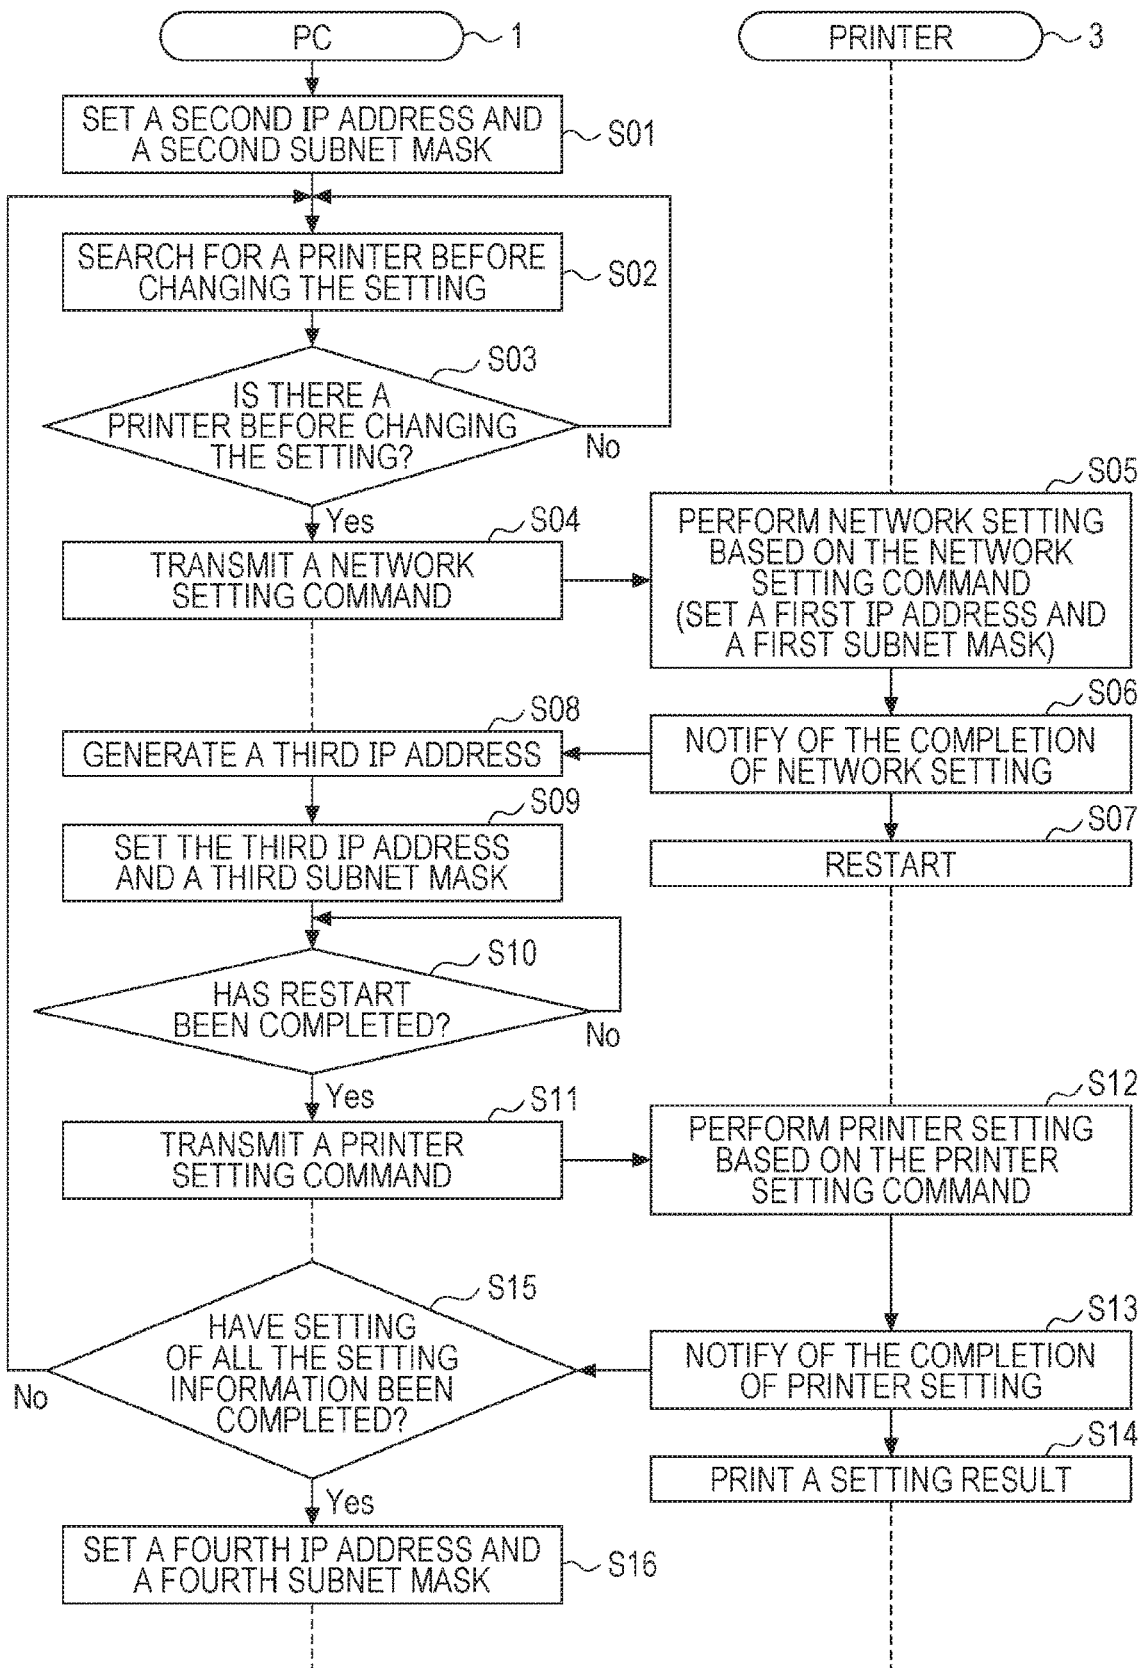 PC
1
PRINTER
3
SET A SECOND IP ADDRESS AND
A SECOND SUBNET MASK
S01
SEARCH FOR A PRINTER BEFORE
CHANGING THE SETTING
S02
S03
IS THERE A
PRINTER BEFORE CHANGING
THE SETTING?
No
Yes
S04
TRANSMIT A NETWORK
SETTING COMMAND
S05
PERFORM NETWORK SETTING
BASED ON THE NETWORK
SETTING COMMAND
(SET A FIRST IP ADDRESS AND
A FIRST SUBNET MASK)
S06
NOTIFY OF THE COMPLETION
OF NETWORK SETTING
S08
GENERATE A THIRD IP ADDRESS
S07
RESTART
S09
SET THE THIRD IP ADDRESS
AND A THIRD SUBNET MASK
S10
HAS RESTART
BEEN COMPLETED?
No
Yes
S11
TRANSMIT A PRINTER
SETTING COMMAND
S12
PERFORM PRINTER SETTING
BASED ON THE PRINTER
SETTING COMMAND
S13
NOTIFY OF THE COMPLETION
OF PRINTER SETTING
S15
HAVE SETTING
OF ALL THE SETTING
INFORMATION BEEN
COMPLETED?
No
Yes
S14
PRINT A SETTING RESULT
SET A FOURTH IP ADDRESS AND
A FOURTH SUBNET MASK
S16